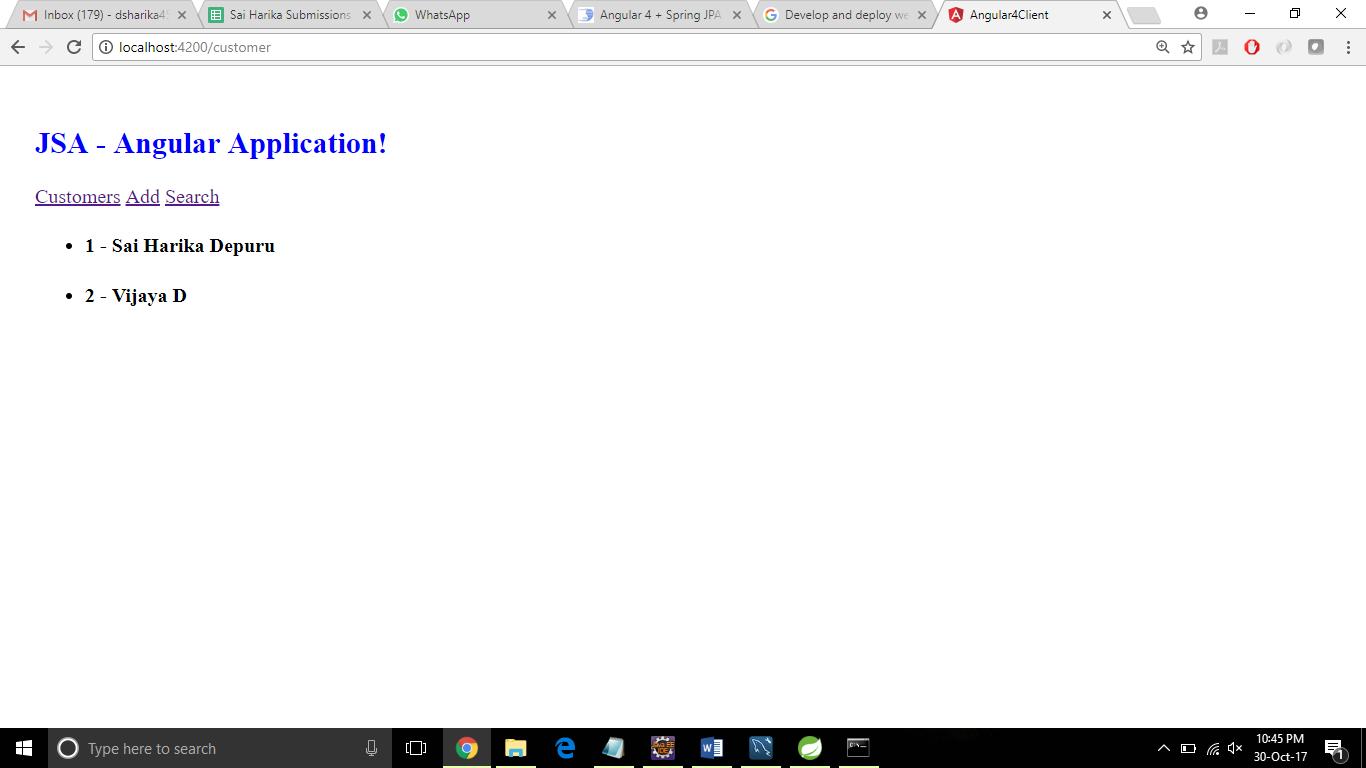 Inbox (179) - dsharika4
Sai Harika Submissions
WhatsApp
Angular 4 + Spring JPA
Develop and deploy we
Angular4Client
localhost:4200/customer
JSA - Angular Application!
Customers Add Search
1 - Sai Harika Depuru
2 - Vijaya D
Type here to search
10:45 PM
30-Oct-17
1